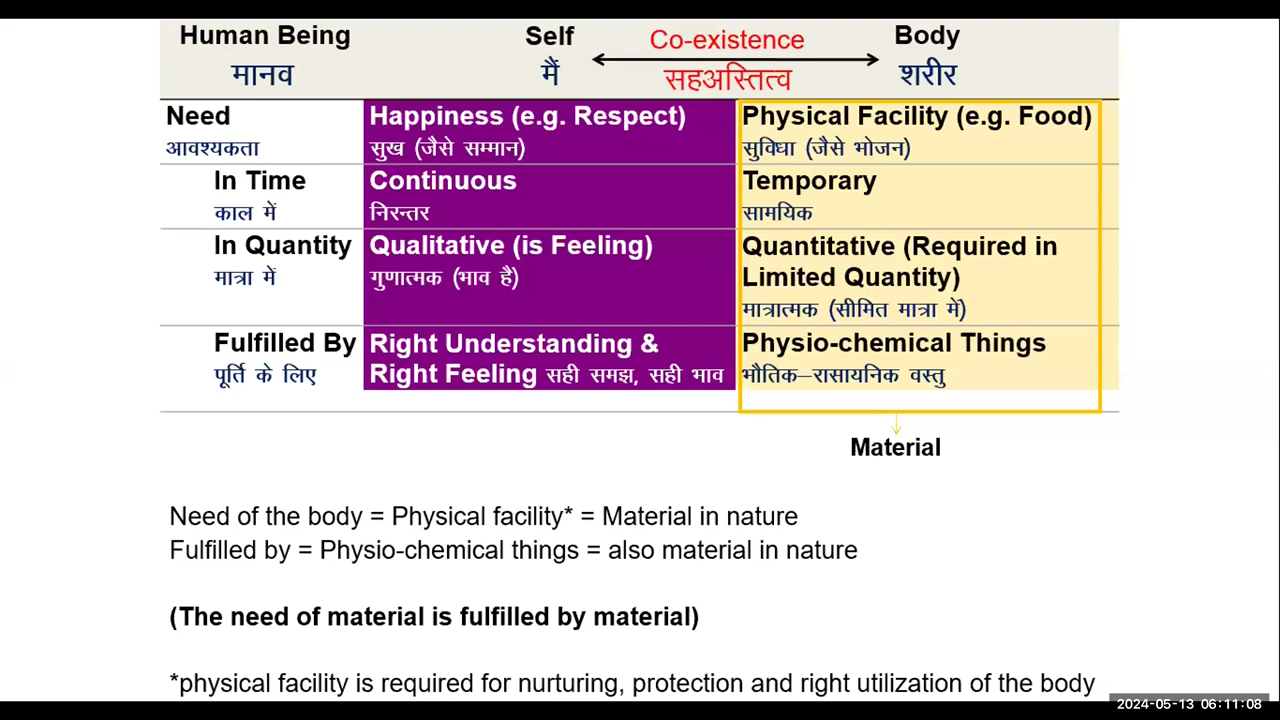 Human Being Self Co-existence Body
मानव मैं सहअस्तित्व शरीर
Need Happiness (e.g. Respect) Physical Facility (e.g. Food)
आवश्यकता सुख (जैसे सम्मान) सुविधा (जैसे भोजन)
In Time Continuous Temporary
काल में निरन्तर सामयिक
In Quantity Qualitative (is Feeling) Quantitative (Required in
मात्रा में गुणात्मक (भाव है) Limited Quantity)
मात्रात्मक (सीमित मात्रा में)
Fulfilled By Right Understanding & Physio-chemical Things
पूर्ति के लिए Right Feeling सही समझ, सही भाव भौतिक–रासायनिक वस्तु
Material
Need of the body = Physical facility* = Material in nature
Fulfilled by = Physio-chemical things = also material in nature
(The need of material is fulfilled by material)
*physical facility is required for nurturing, protection and right utilization of the body
2024-05-13 06:11:08